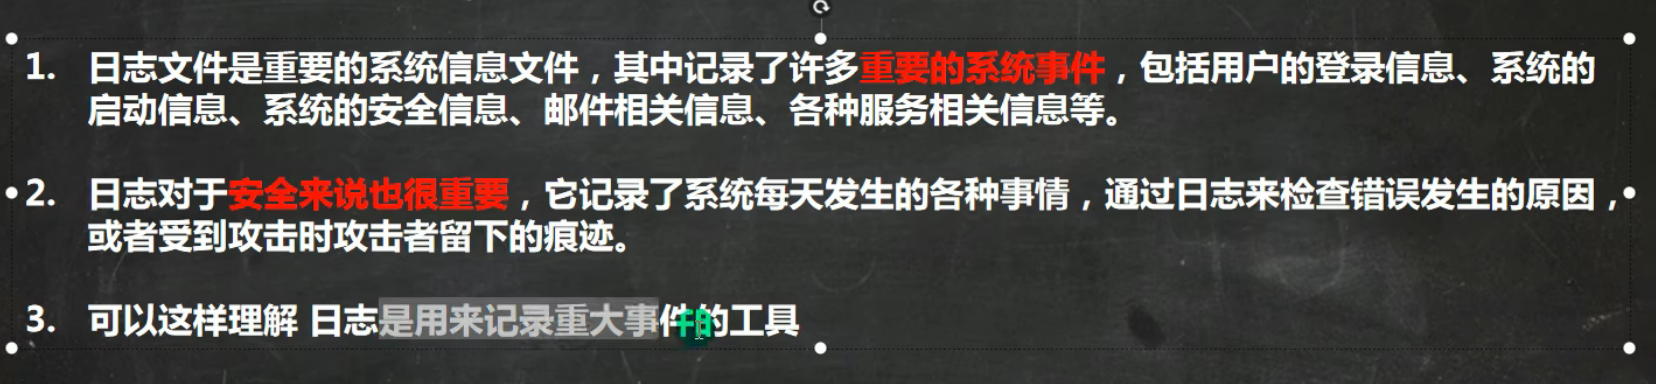 1. 日志文件是重要的系统信息文件，其中记录了许多重要的系统事件，包括用户的登录信息、系统的
启动信息、系统的安全信息、邮件相关信息、各种服务相关信息等。
2. 日志对于安全来说也很重要，它记录了系统每天发生的各种事情，通过日志来检查错误发生的原因，
或者受到攻击时攻击者留下的痕迹。
3. 可以这样理解 日志是用来记录重大事件的工具